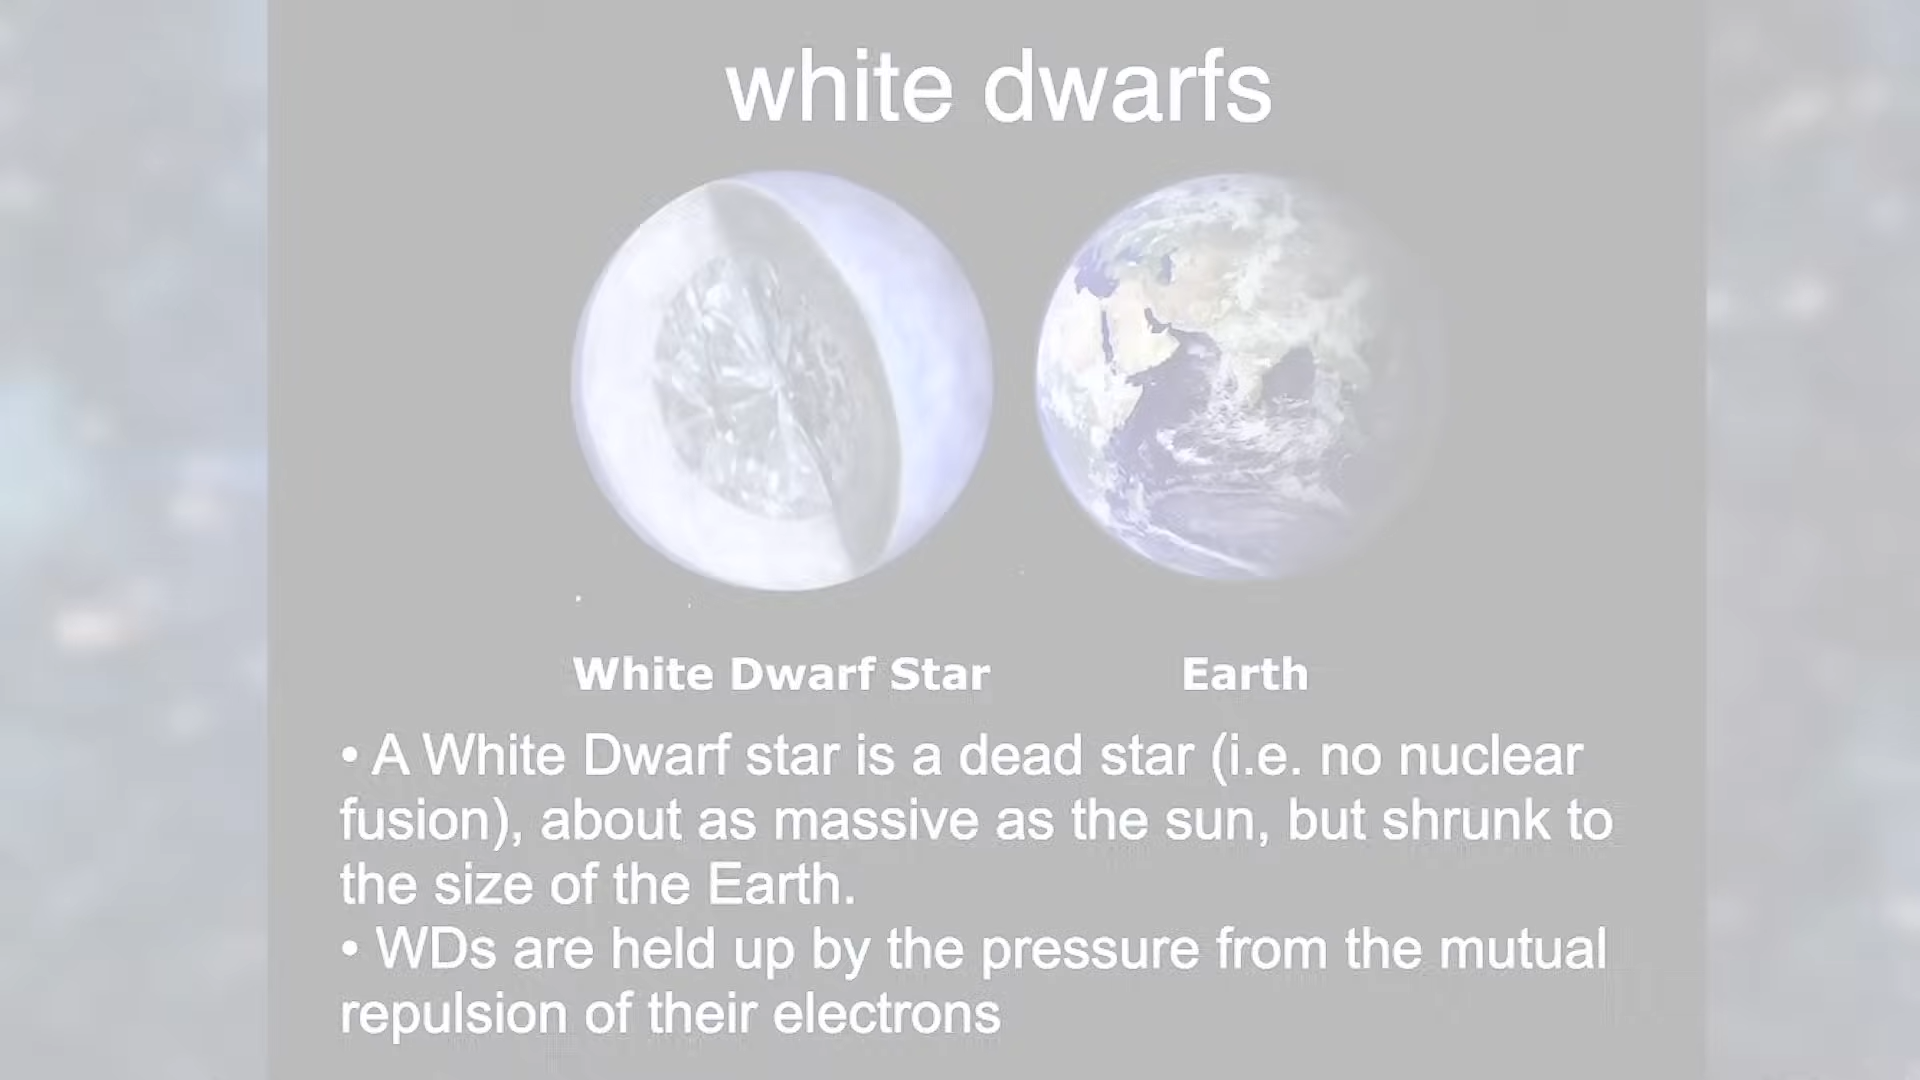 white dwarfs
White Dwarf Star
Earth
• A White Dwarf star is a dead star (i.e. no nuclear
fusion), about as massive as the sun, but shrunk to
the size of the Earth.
• WDs are held up by the pressure from the mutual
repulsion of their electrons